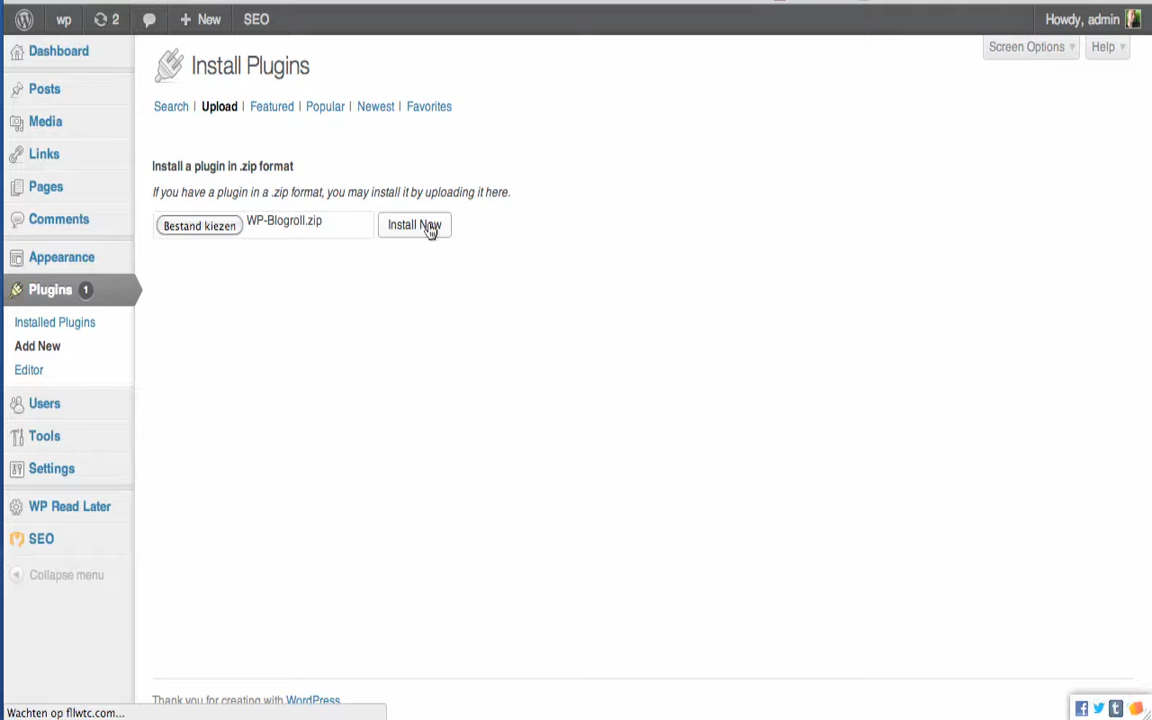 wp 2 + New SEO Howdy, admin
Screen Options Help
Install Plugins
Search | Upload | Featured | Popular | Newest | Favorites
Install a plugin in .zip format
If you have a plugin in a .zip format, you may install it by uploading it here.
Bestand kiezen WP-Blogroll.zip Install Now
Dashboard
Posts
Media
Links
Pages
Comments
Appearance
Plugins 1
Installed Plugins
Add New
Editor
Users
Tools
Settings
WP Read Later
SEO
Collapse menu
Thank you for creating with WordPress
Wachten op fllwtc.com...